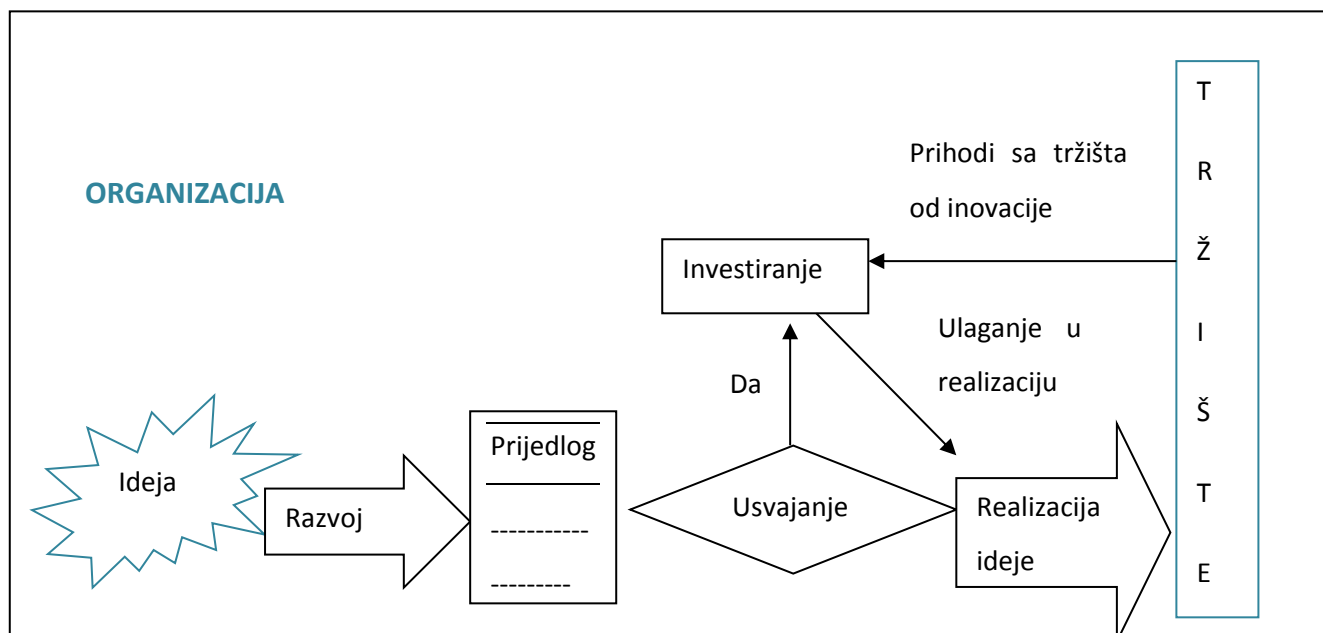 ORGANIZACIJA
Prihodi sa tržišta
od inovacije
Investiranje
Ulaganje u
realizaciju
Da
Ideja
Razvoj
Prijedlog
-----------
---------
Usvajanje
Realizacija
ideje
T
R
Ž
I
Š
T
E